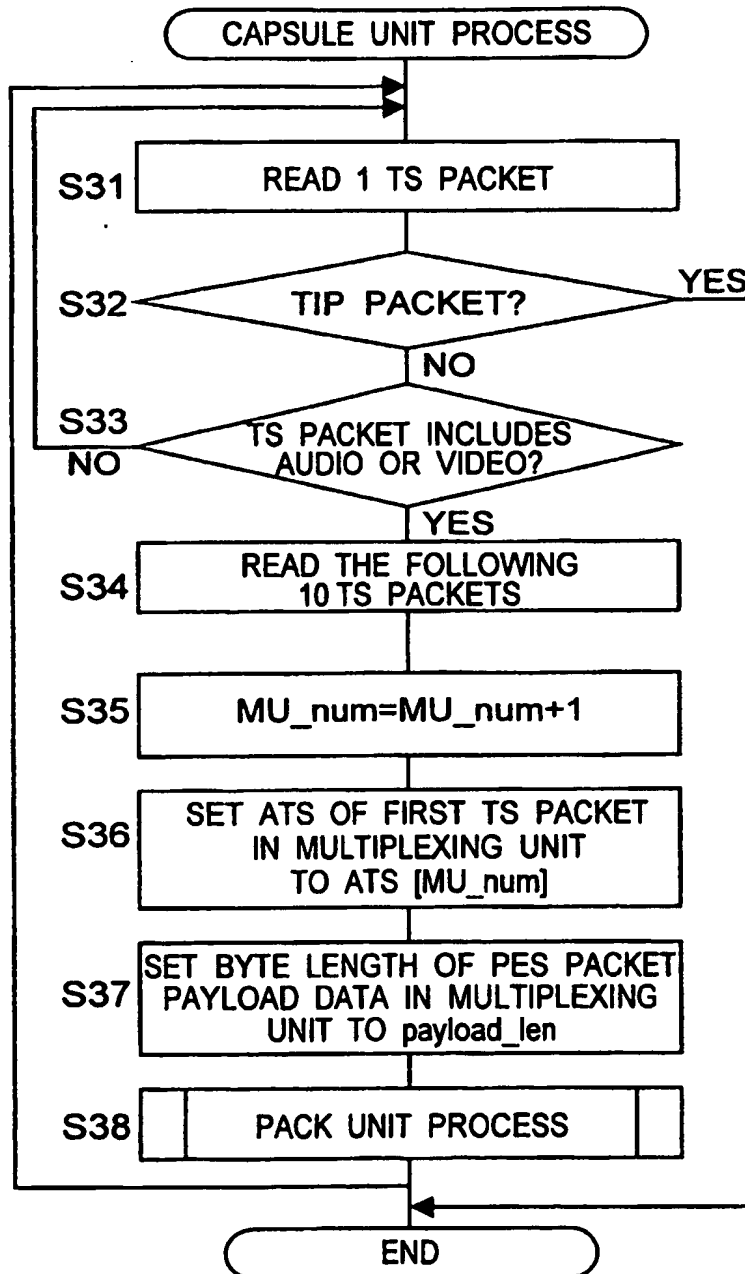 CAPSULE UNIT PROCESS
S31
READ 1 TS PACKET
S32
TIP PACKET?
YES
NO
S33
TS PACKET INCLUDES
AUDIO OR VIDEO?
NO
YES
S34
READ THE FOLLOWING
10 TS PACKETS
S35
MU_num=MU_num+1
S36
SET ATS OF FIRST TS PACKET
IN MULTIPLEXING UNIT
TO ATS [MU_num]
S37
SET BYTE LENGTH OF PES PACKET
PAYLOAD DATA IN MULTIPLEXING
UNIT TO payload_len
S38
PACK UNIT PROCESS
END